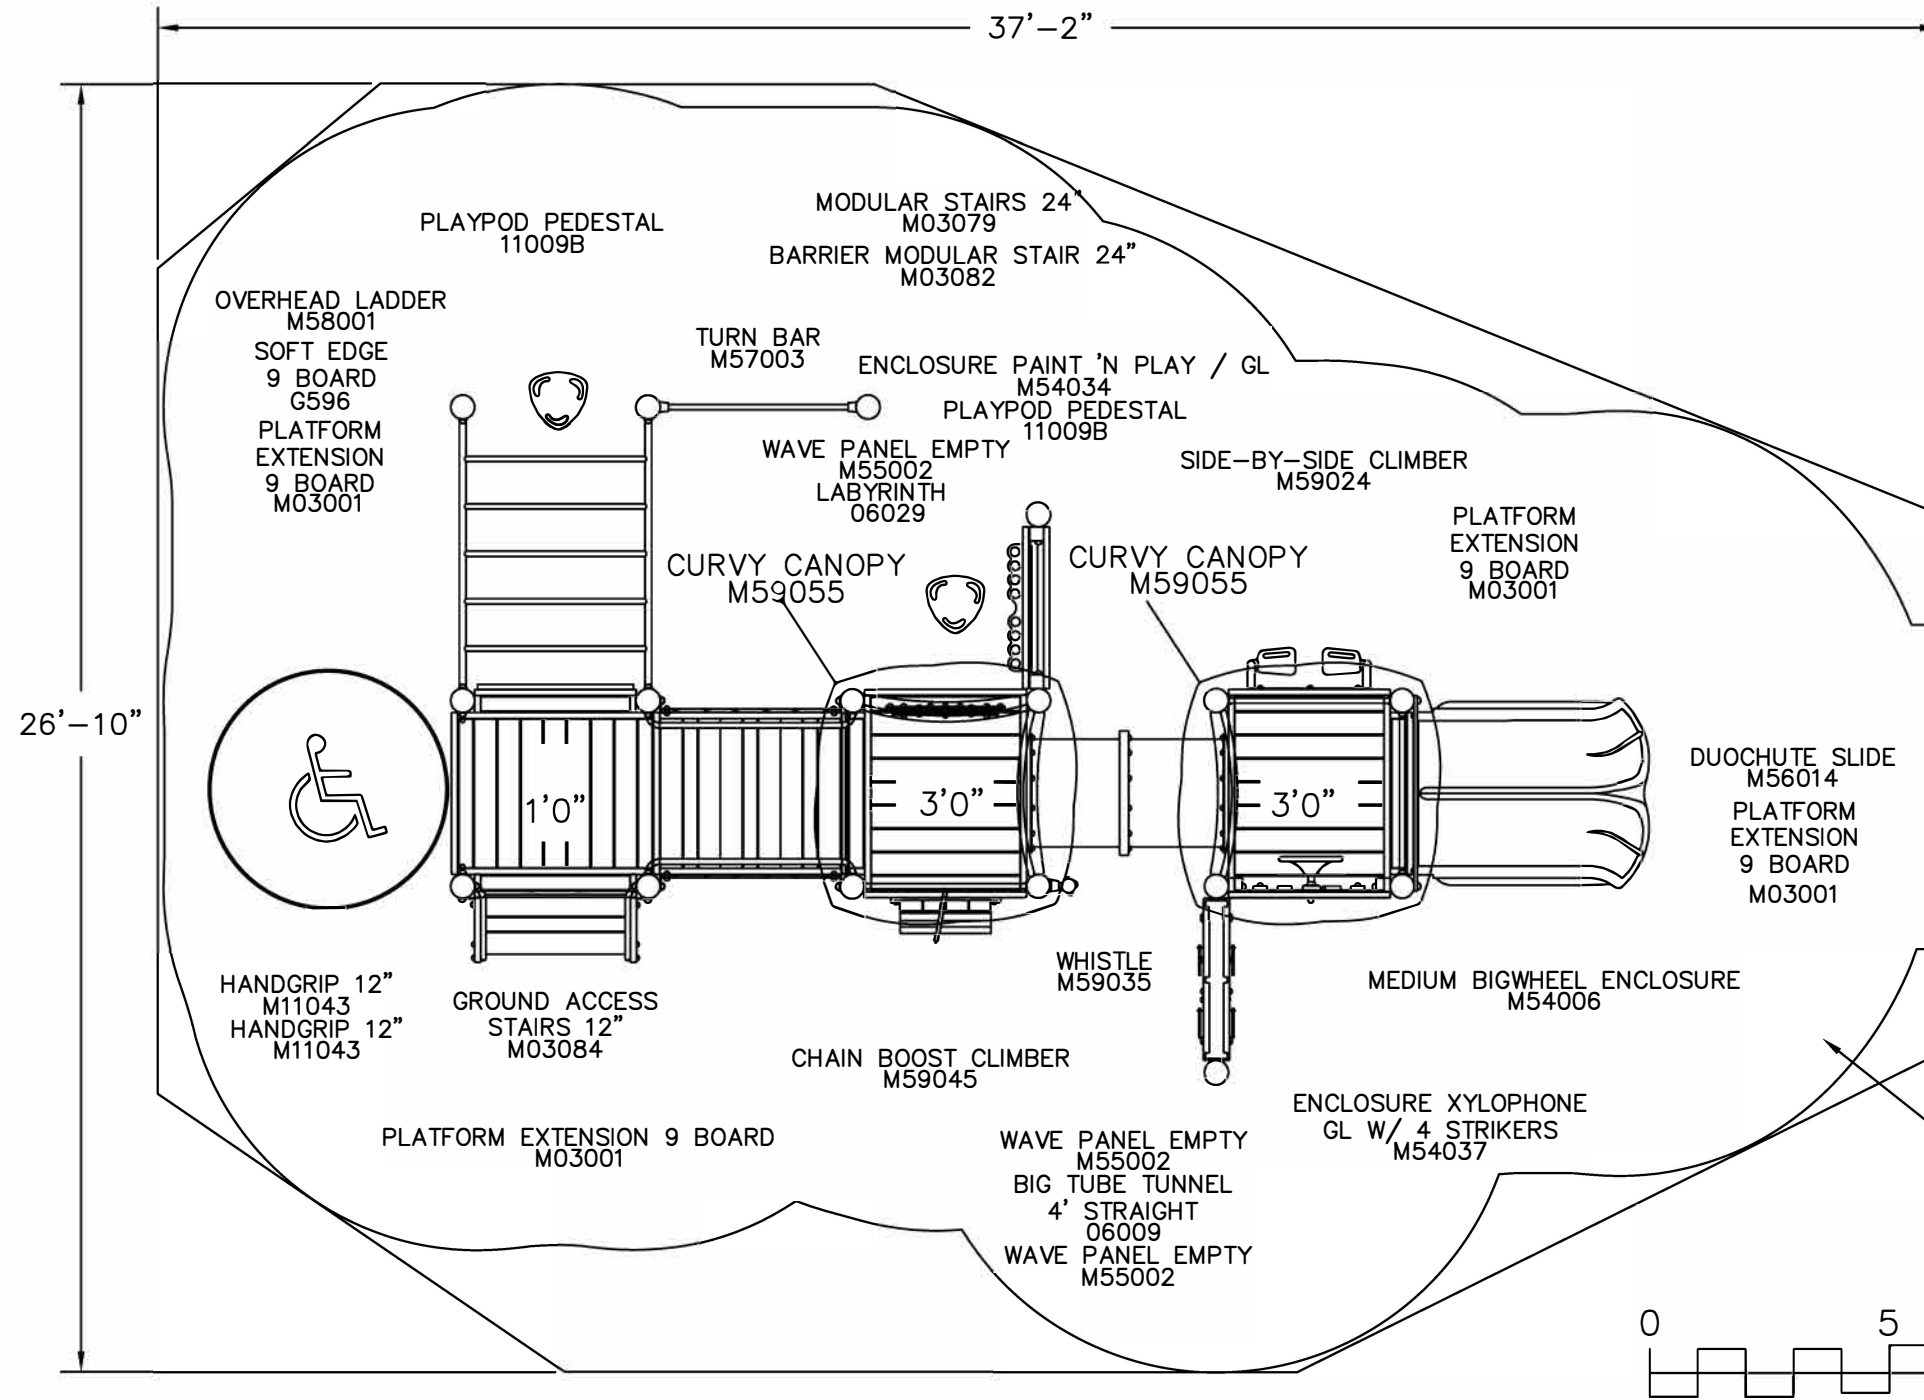 37'-2"
26'-10"
PLAYPOD PEDESTAL
11009B
MODULAR STAIRS 24"
M03079
BARRIER MODULAR STAIR 24"
M03082
OVERHEAD LADDER
M58001
SOFT EDGE
9 BOARD
G596
PLATFORM
EXTENSION
9 BOARD
M03001
TURN BAR
M57003
ENCLOSURE PAINT 'N PLAY / GL
M54034
PLAYPOD PEDESTAL
11009B
WAVE PANEL EMPTY
M55002
LABYRINTH
06029
SIDE-BY-SIDE CLIMBER
M59024
PLATFORM
EXTENSION
9 BOARD
M03001
CURVY CANOPY
M59055
CURVY CANOPY
M59055
1'0"
3'0"
3'0"
DUOCHUTE SLIDE
M56014
PLATFORM
EXTENSION
9 BOARD
M03001
HANDGRIP 12"
M11043
HANDGRIP 12"
M11043
GROUND ACCESS
STAIRS 12"
M03084
WHISTLE
M59035
MEDIUM BIGWHEEL ENCLOSURE
M54006
CHAIN BOOST CLIMBER
M59045
PLATFORM EXTENSION 9 BOARD
M03001
ENCLOSURE XYLOPHONE
GL W/ 4 STRIKERS
M54037
WAVE PANEL EMPTY
M55002
BIG TUBE TUNNEL
4' STRAIGHT
06009
WAVE PANEL EMPTY
M55002
0 5